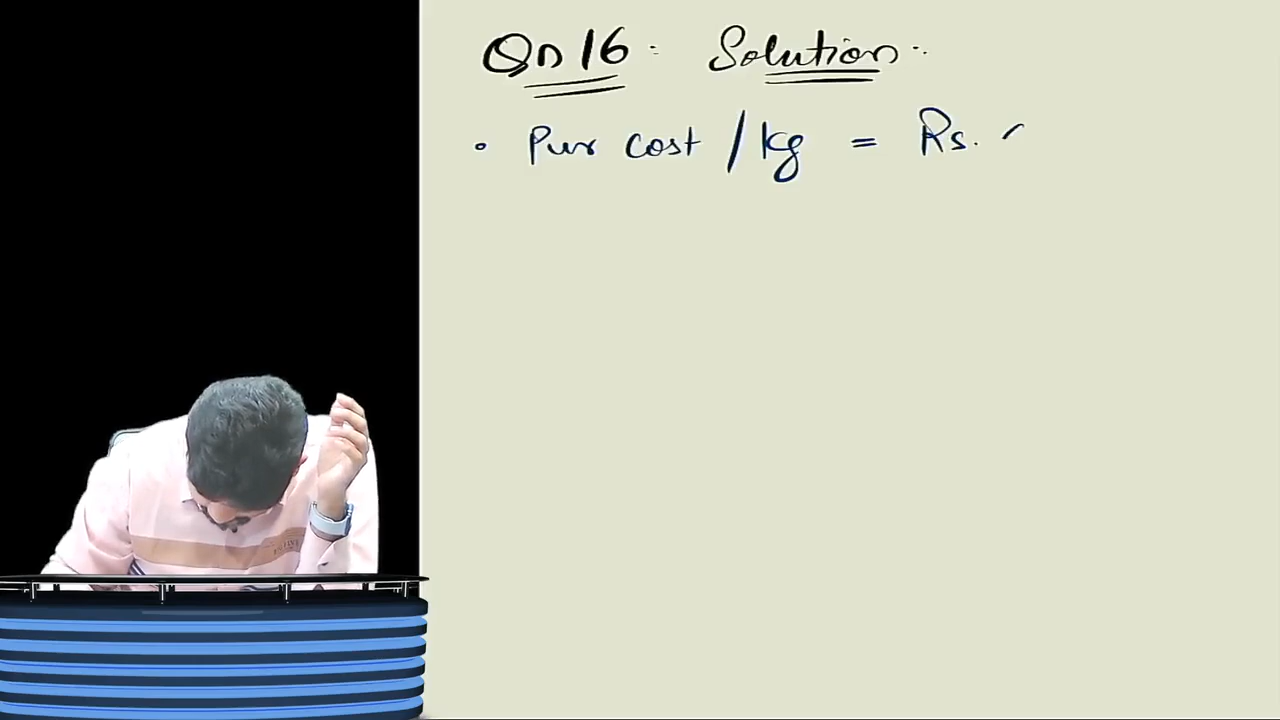 Qn 16: Solution:
• Pur cost /kg = Rs.